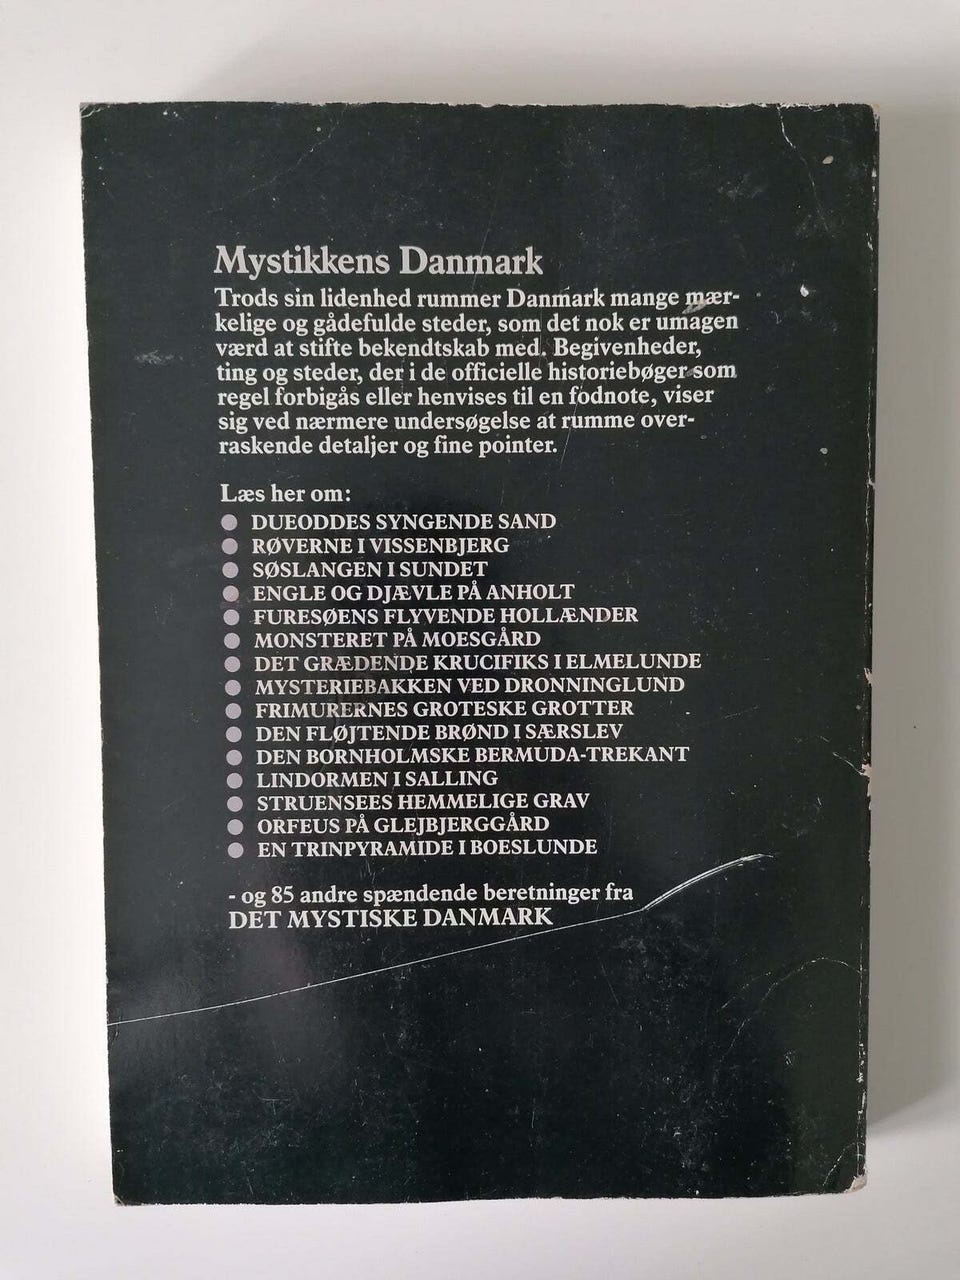 Mystikkens Danmark
Trods sin lidenhed rummer Danmark mange mær-
kelige og gådefulde steder, som det nok er umagen
værd at stifte bekendtskab med. Begivenheder,
ting og steder, der i de officielle historiebøger som
regel forbigås eller henvises til en fodnote, viser
sig ved nærmere undersøgelse at rumme over-
raskende detaljer og fine pointer.
Læs her om:
● DUEODDES SYNGENDE SAND
● RØVERNE I VISSENBJERG
● SØSLANGEN I SUNDET
● ENGLE OG DJÆVLE PÅ ANHOLT
● FURESØENS FLYVENDE HOLLÆNDER
● MONSTERET PÅ MOESGÅRD
● DET GRÆDENDE KRUCIFIKS I ELMELUNDE
● MYSTERIEBAKKEN VED DRONNINGLUND
● FRIMURERNES GROTESKE GROTTER
● DEN FLØJTENDE BRØND I SÆRSLEV
● DEN BORNHOLMSKE BERMUDA-TREKANT
● LINDORMEN I SALLING
● STRUENSEES HEMMELIGE GRAV
● ORFEUS PÅ GLEJBJERGGÅRD
● EN TRINPYRAMIDE I BOESLUNDE
- og 85 andre spændende beretninger fra
DET MYSTISKE DANMARK